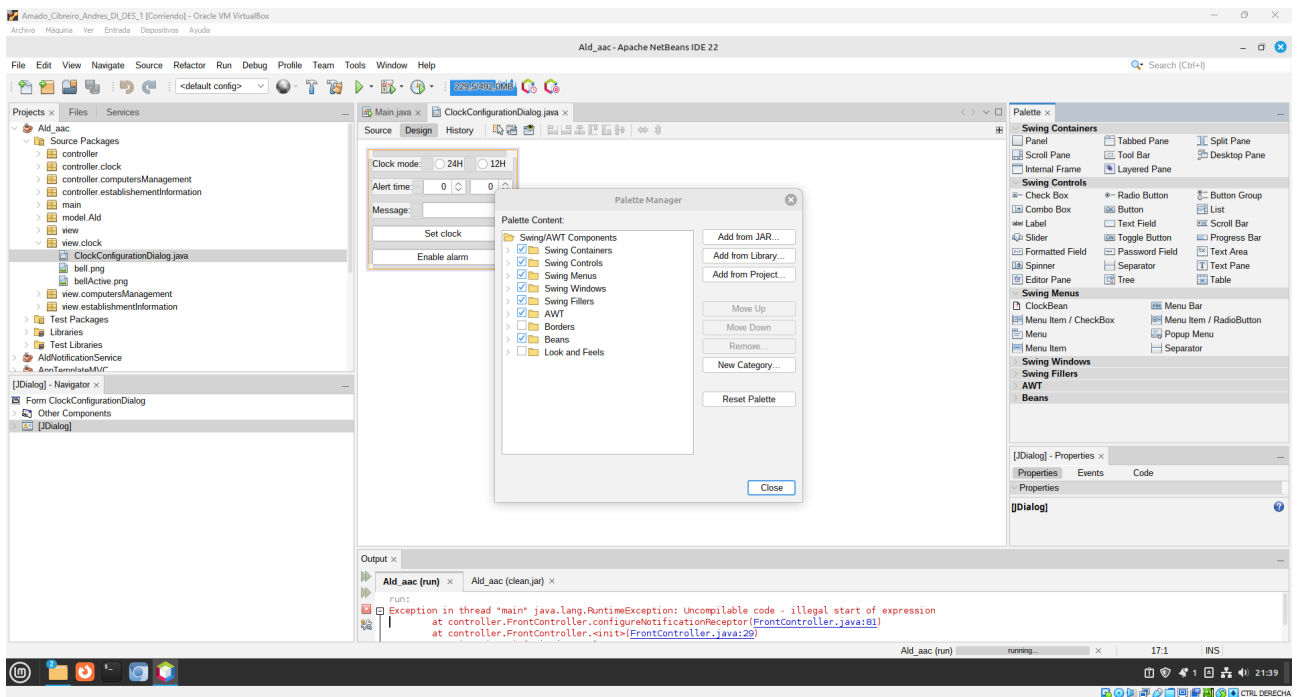 Amado_Cibreiro_Andres_DI_DES_1 [Corriendo] - Oracle VM VirtualBox
Archivo Máquina Ver Entrada Dispositivos Ayuda
Ald_aac - Apache NetBeans IDE 22
File Edit View Navigate Source Refactor Run Debug Profile Team Tools Window Help
Search (Ctrl+I)
<default config>
229,5/492,0MB
Projects × Files Services
Ald_aac
Source Packages
controller
controller.clock
controller.computersManagement
controller.establishementInformation
main
model.Ald
view
view.clock
ClockConfigurationDialog.java
bell.png
bellActive.png
view.computersManagement
view.establishmentInformation
Test Packages
Libraries
Test Libraries
AldNotificationService
AppTemplateMVC
[JDialog] - Navigator ×
Form ClockConfigurationDialog
Other Components
[JDialog]
Main.java × ClockConfigurationDialog.java ×
Source Design History
Clock mode: 24H 12H
Alert time: 0 0
Message:
Set clock
Enable alarm
Palette Manager
Palette Content:
Swing/AWT Components
Swing Containers
Swing Controls
Swing Menus
Swing Windows
Swing Fillers
AWT
Borders
Beans
Look and Feels
Add from JAR...
Add from Library...
Add from Project...
Move Up
Move Down
Remove...
New Category...
Reset Palette
Close
Palette ×
Swing Containers
Panel Tabbed Pane Split Pane
Scroll Pane Tool Bar Desktop Pane
Internal Frame Layered Pane
Swing Controls
Check Box Radio Button Button Group
Combo Box Button List
Label Text Field Scroll Bar
Slider Toggle Button Progress Bar
Formatted Field Password Field Text Area
Spinner Separator Text Pane
Editor Pane Tree Table
Swing Menus
ClockBean Menu Bar
Menu Item / CheckBox Menu Item / RadioButton
Menu Popup Menu
Menu Item Separator
Swing Windows
Swing Fillers
AWT
Beans
[JDialog] - Properties ×
Properties Events Code
Properties
[JDialog]
Output ×
Ald_aac (run) × Ald_aac (clean,jar) ×
run:
Exception in thread "main" java.lang.RuntimeException: Uncompilable code - illegal start of expression
at controller.FrontController.configureNotificationReceptor(FrontController.java:81)
at controller.FrontController.<init>(FrontController.java:29)
Ald_aac (run) running... × 17:1 INS
2
1 21:39
CTRL DERECHA